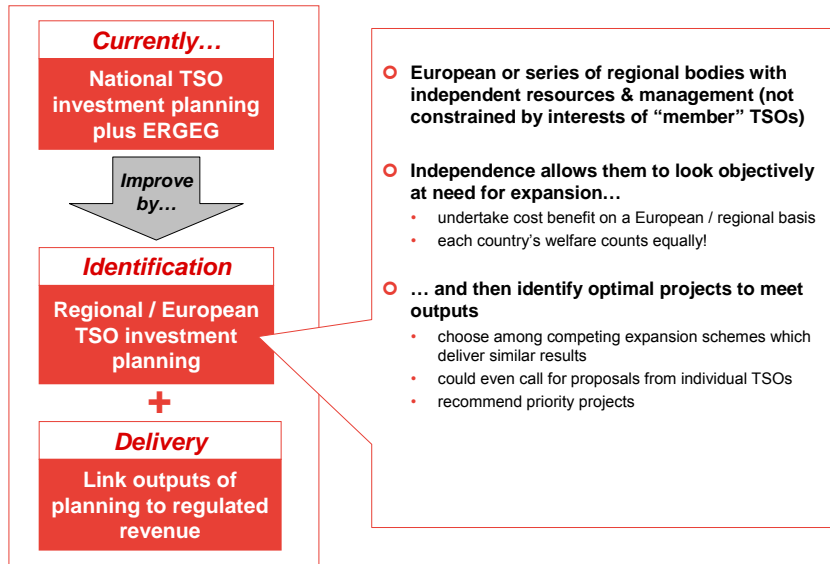 Currently…
National TSO
investment planning
plus ERGEG
Improve
by…
Identification
Regional / European
TSO investment
planning
+
Delivery
Link outputs of
planning to regulated
revenue
European or series of regional bodies with
independent resources & management (not
constrained by interests of “member” TSOs)
Independence allows them to look objectively
at need for expansion…
• undertake cost benefit on a European / regional basis
• each country’s welfare counts equally!
… and then identify optimal projects to meet
outputs
• choose among competing expansion schemes which
deliver similar results
• could even call for proposals from individual TSOs
• recommend priority projects